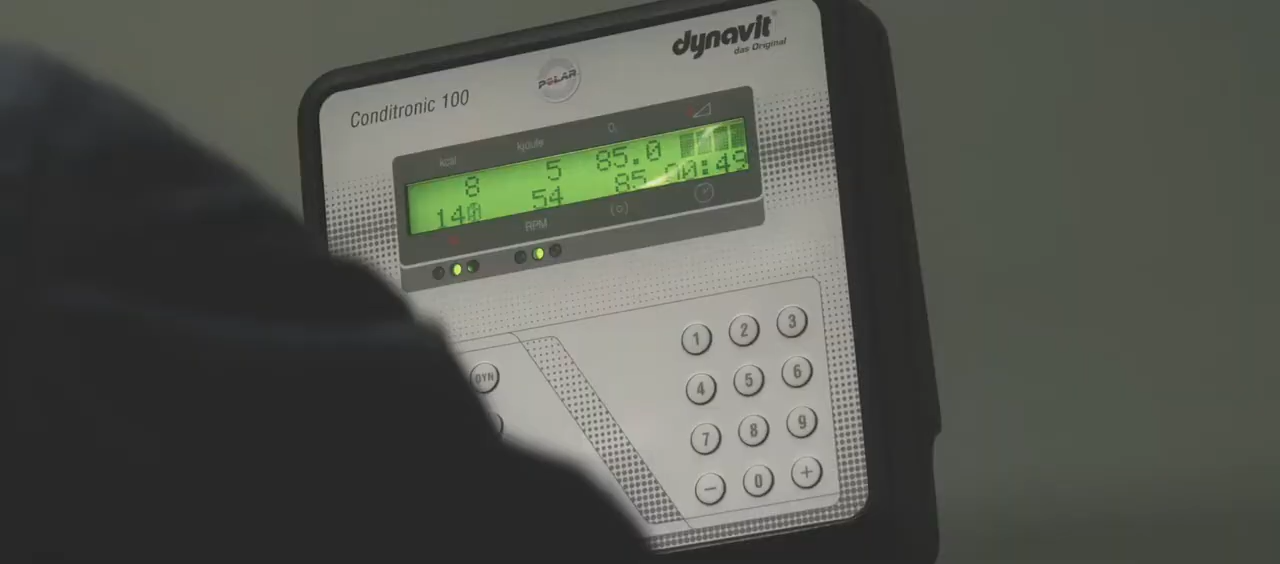 dynavit®
das Original
POLAR
Conditronic 100
kcal kjoule
8 5 85.0
54 85 00:49
RPM
1 2 3
DYN
4 5 6
7 8 9
− 0 +